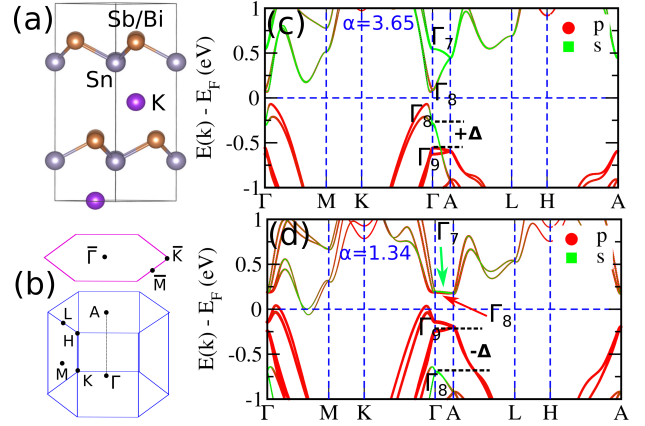 (a)
Sb/Bi
Sn
K
(b)
Γ̅
K̅
M̅
L
A
H
M
K
Γ
(c)
α=3.65
Γ7
p
s
E(k) - EF (eV)
1
0.5
0
-0.5
-1
Γ8
Γ8
+Δ
Γ9
Γ M K Γ A L H A
(d)
α=1.34
Γ7
p
s
E(k) - EF (eV)
0.5
0
-0.5
-1
Γ8
Γ9
-Δ
Γ8
Γ M K Γ A L H A